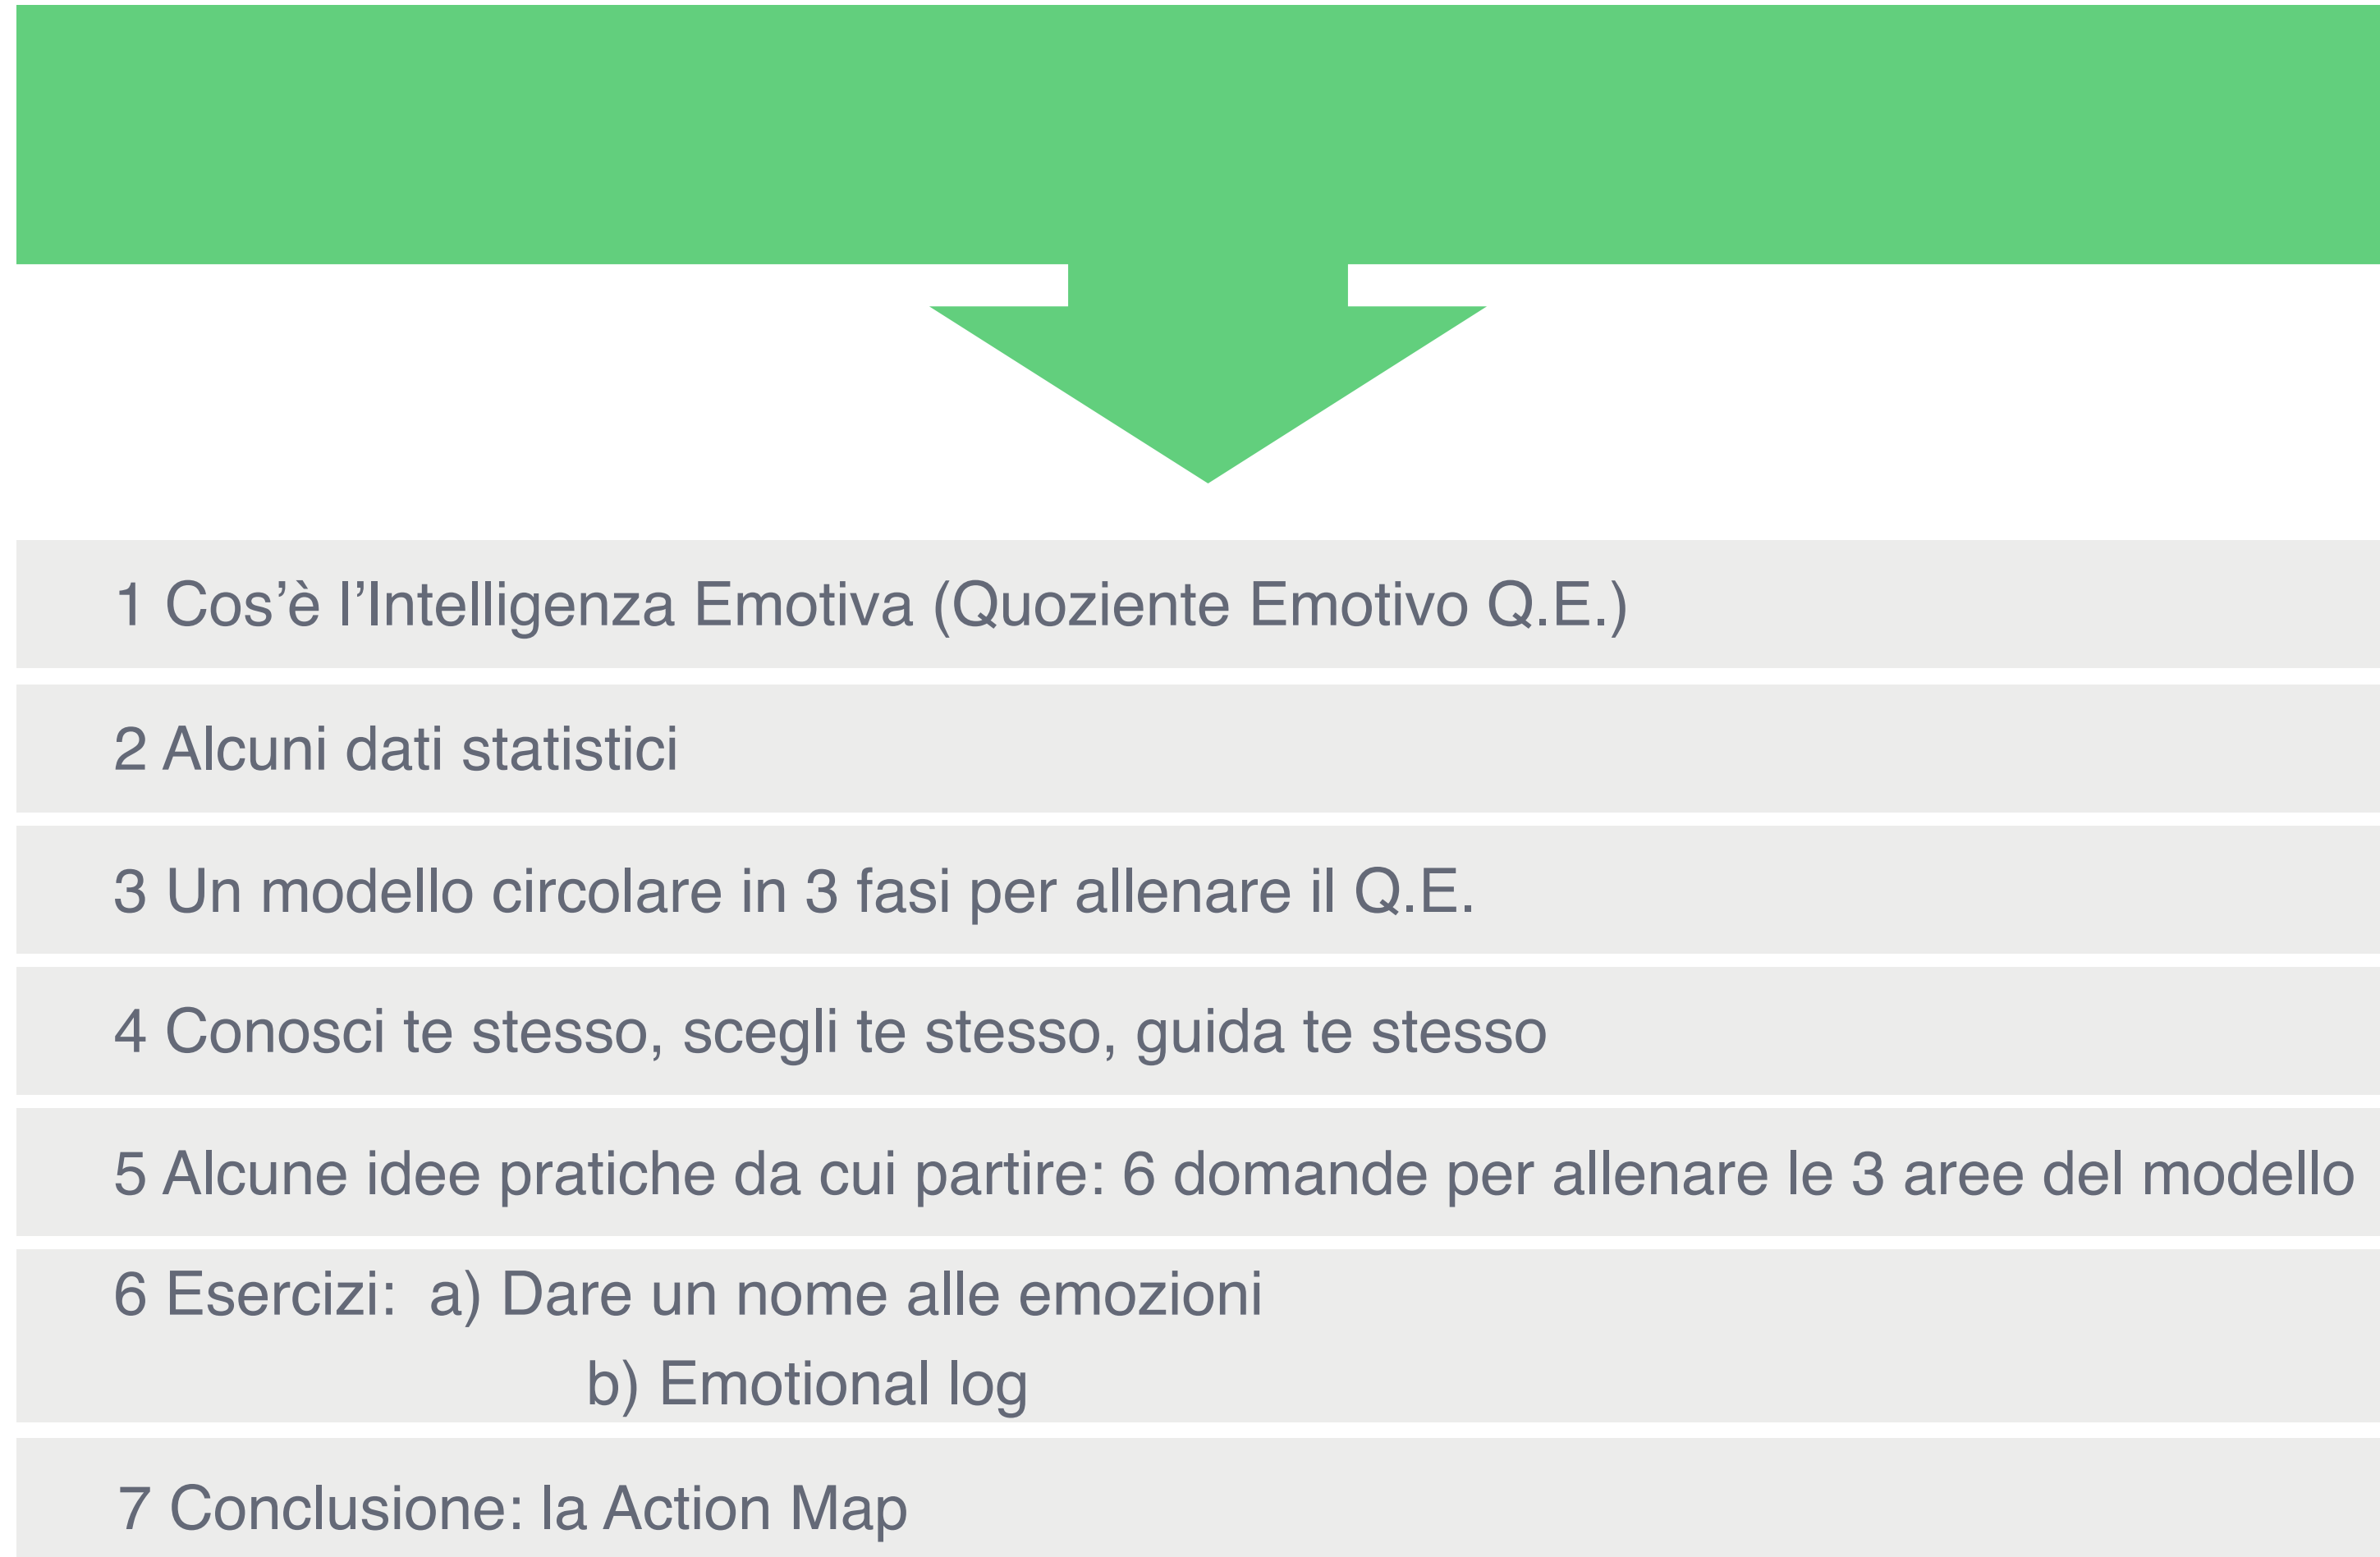 1 Cos’è l’Intelligenza Emotiva (Quoziente Emotivo Q.E.)
2 Alcuni dati statistici
3 Un modello circolare in 3 fasi per allenare il Q.E.
4 Conosci te stesso, scegli te stesso, guida te stesso
5 Alcune idee pratiche da cui partire: 6 domande per allenare le 3 aree del modello
6 Esercizi: a) Dare un nome alle emozioni
b) Emotional log
7 Conclusione: la Action Map